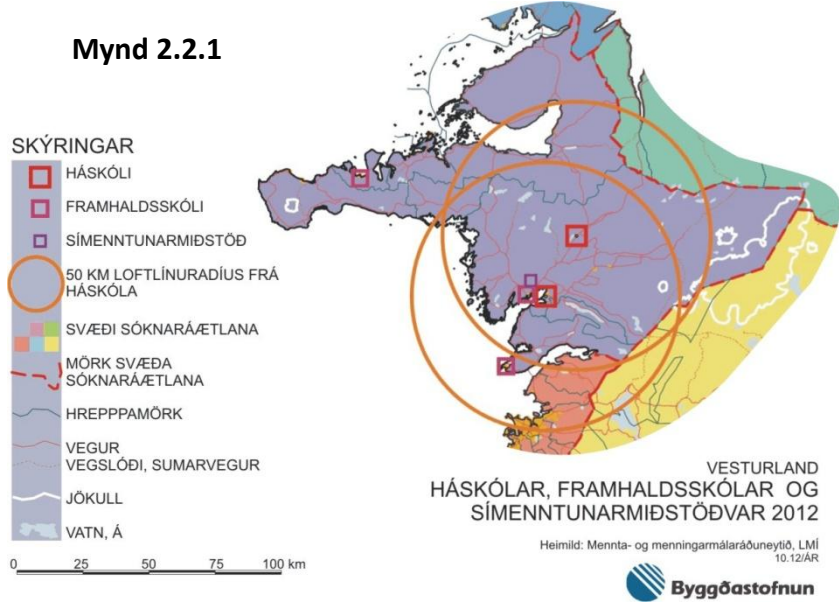 Mynd 2.2.1
SKÝRINGAR
HÁSKÓLI
FRAMHALDSSKÓLI
SÍMENNTUNARMIÐSTÖÐ
50 KM LOFTLÍNURADÍUS FRÁ
HÁSKÓLA
SVÆÐI SÓKNARÁÆTLANA
MÖRK SVÆÐA
SÓKNARÁÆTLANA
HREPPPAMÖRK
VEGUR
VEGSLÓÐI, SUMARVEGUR
JÖKULL
VATN, Á
0 25 50 75 100 km
VESTURLAND
HÁSKÓLAR, FRAMHALDSSKÓLAR OG
SÍMENNTUNARMIÐSTÖÐVAR 2012
Heimild: Mennta- og menningarmálaráðuneytið, LMÍ
10.12/ÁR
Byggðastofnun